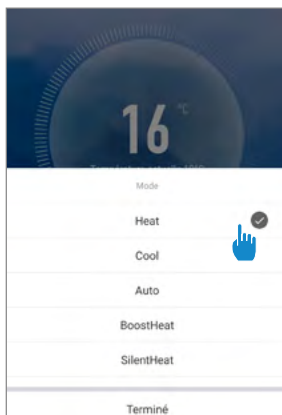 16 °C
Mode
Heat
Cool
Auto
BoostHeat
SilentHeat
Terminé